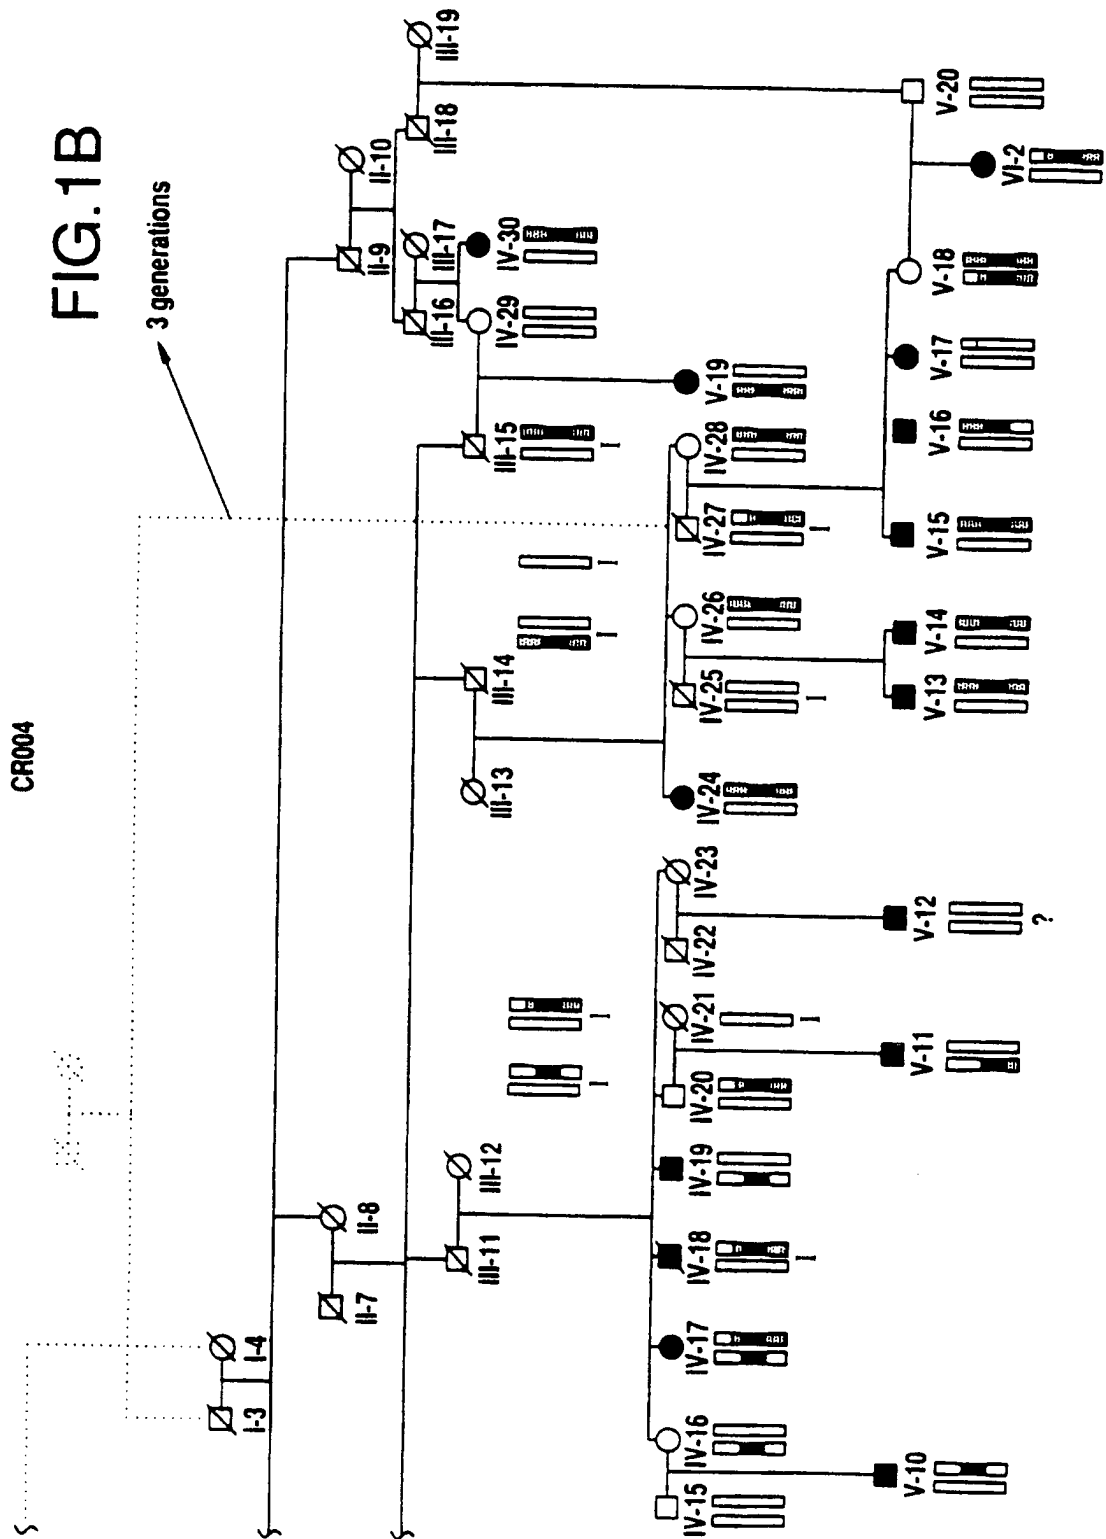 CR004
FIG.1B
3 generations
I-3
I-4
II-7
II-8
II-9
II-10
III-11
III-12
III-13
III-14
III-15
III-16
III-17
III-18
III-19
I
I
I
I
I
IV-15
IV-16
IV-17
IV-18
I
IV-19
IV-20
IV-21
I
IV-22
IV-23
IV-24
IV-25
I
IV-26
IV-27
I
IV-28
IV-29
IV-30
V-10
V-11
V-12
?
V-13
V-14
V-15
V-16
V-17
V-18
V-19
V-20
VI-2